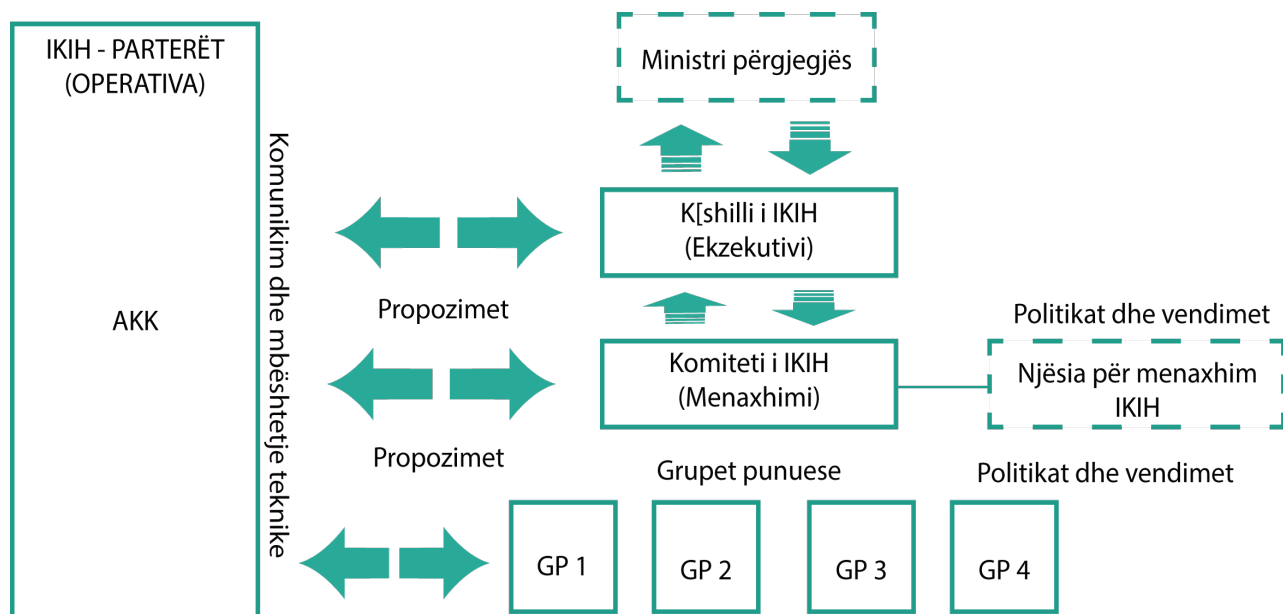 IKIH - PARTERËT
(OPERATIVA)
AKK
Komunikim dhe mbështetje teknike
Ministri përgjegjës
K[shilli i IKIH
(Ekzekutivi)
Propozimet
Komiteti i IKIH
(Menaxhimi)
Politikat dhe vendimet
Njësia për menaxhim
IKIH
Propozimet
Grupet punuese
Politikat dhe vendimet
GP 1
GP 2
GP 3
GP 4